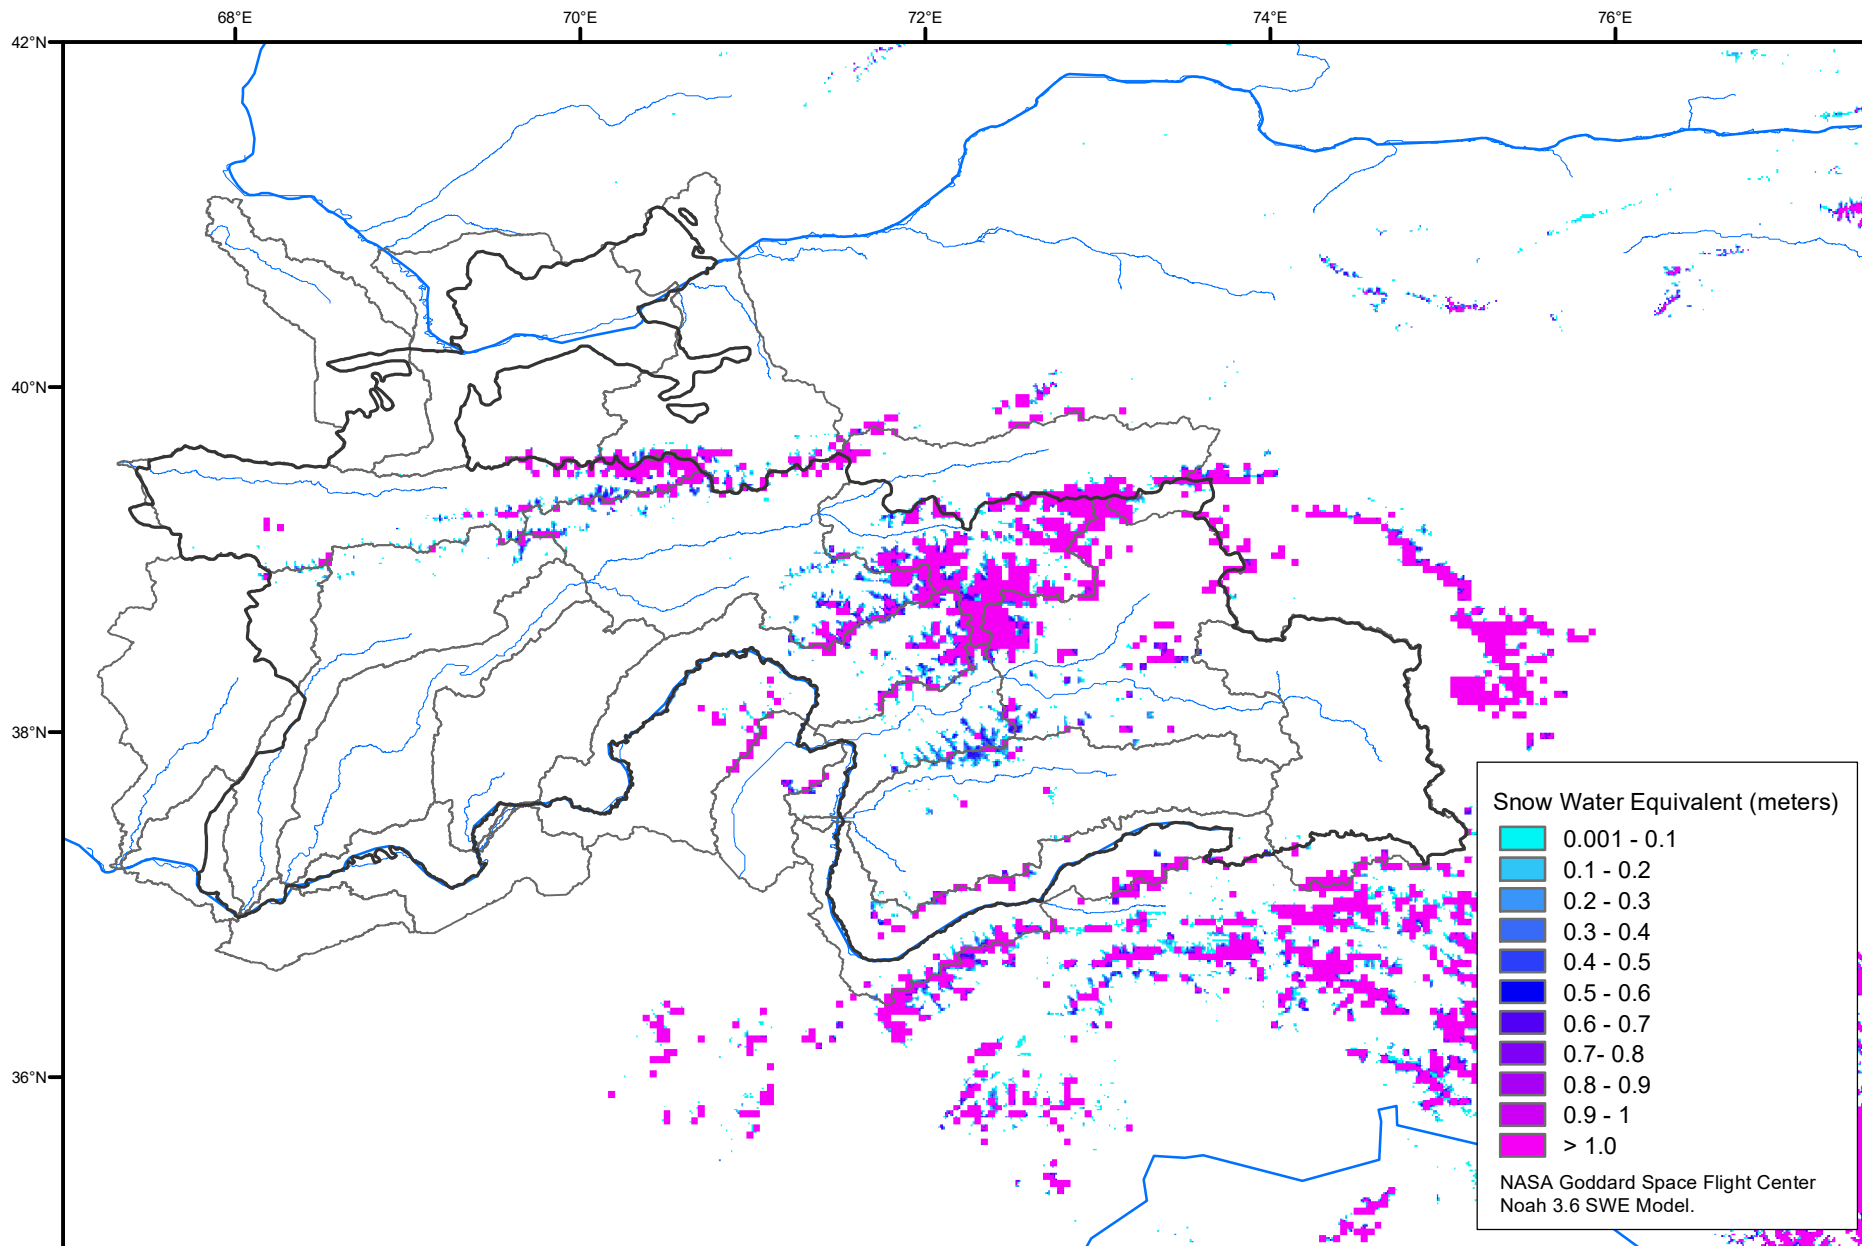 68°E 70°E 72°E 74°E 76°E
42°N
40°N
38°N
36°N
Snow Water Equivalent (meters)
0.001 - 0.1
0.1 - 0.2
0.2 - 0.3
0.3 - 0.4
0.4 - 0.5
0.5 - 0.6
0.6 - 0.7
0.7- 0.8
0.8 - 0.9
0.9 - 1
> 1.0
NASA Goddard Space Flight Center
Noah 3.6 SWE Model.